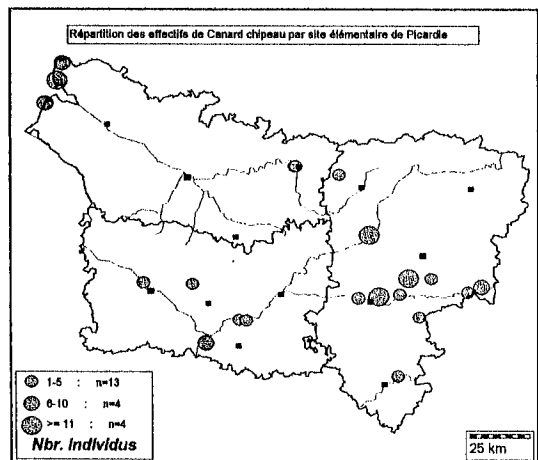 Répartition des effectifs de Canard chipeau par site élémentaire de Picardie
1-5 : n=13
6-10 : n=4
>= 11 : n=4
Nbr. Individus
25 km